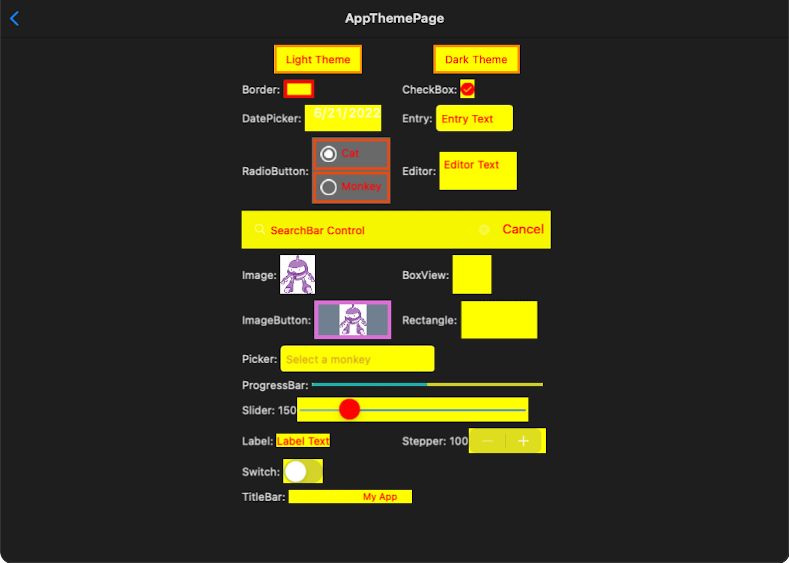 AppThemePage
Light Theme Dark Theme
Border: CheckBox:
DatePicker: 6/21/2022 Entry: Entry Text
RadioButton: Cat
Monkey
Editor: Editor Text
SearchBar Control Cancel
Image: BoxView:
ImageButton: Rectangle:
Picker: Select a monkey
ProgressBar:
Slider: 150
Label: Label Text Stepper: 100 − +
Switch:
TitleBar: My App